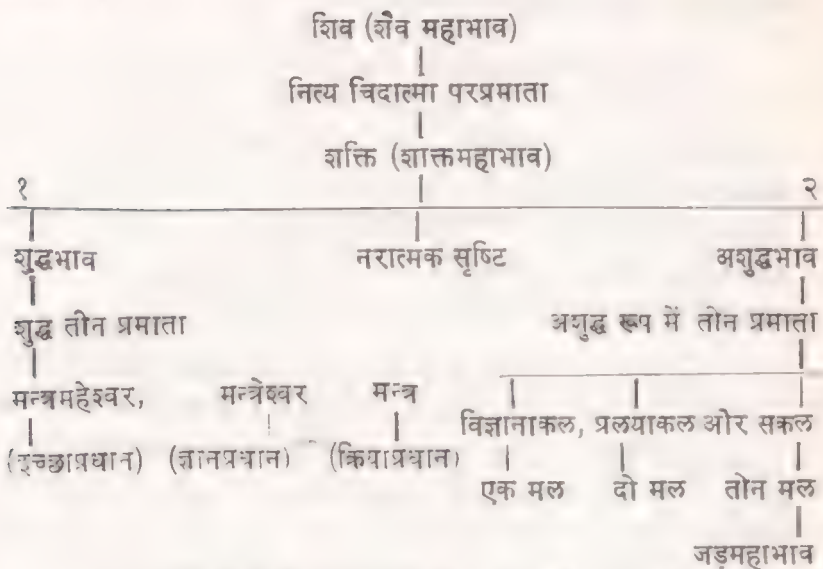 शिव (शैव महाभाव)
नित्य चिदात्मा परप्रमाता
शक्ति (शाक्तमहाभाव)
१ २
शुद्धभाव नरात्मक सृष्टि अशुद्धभाव
शुद्ध तीन प्रमाता अशुद्ध रूप में तोन प्रमाता
मन्त्रमहेश्वर, मन्त्रेश्वर मन्त्र
विज्ञानाकल, प्रलयाकल ओर सकल
(इच्छाप्रधान) (ज्ञानप्रधान) (क्रियाप्रधान)
एक मल दो मल तोन मल
जड़महाभाव